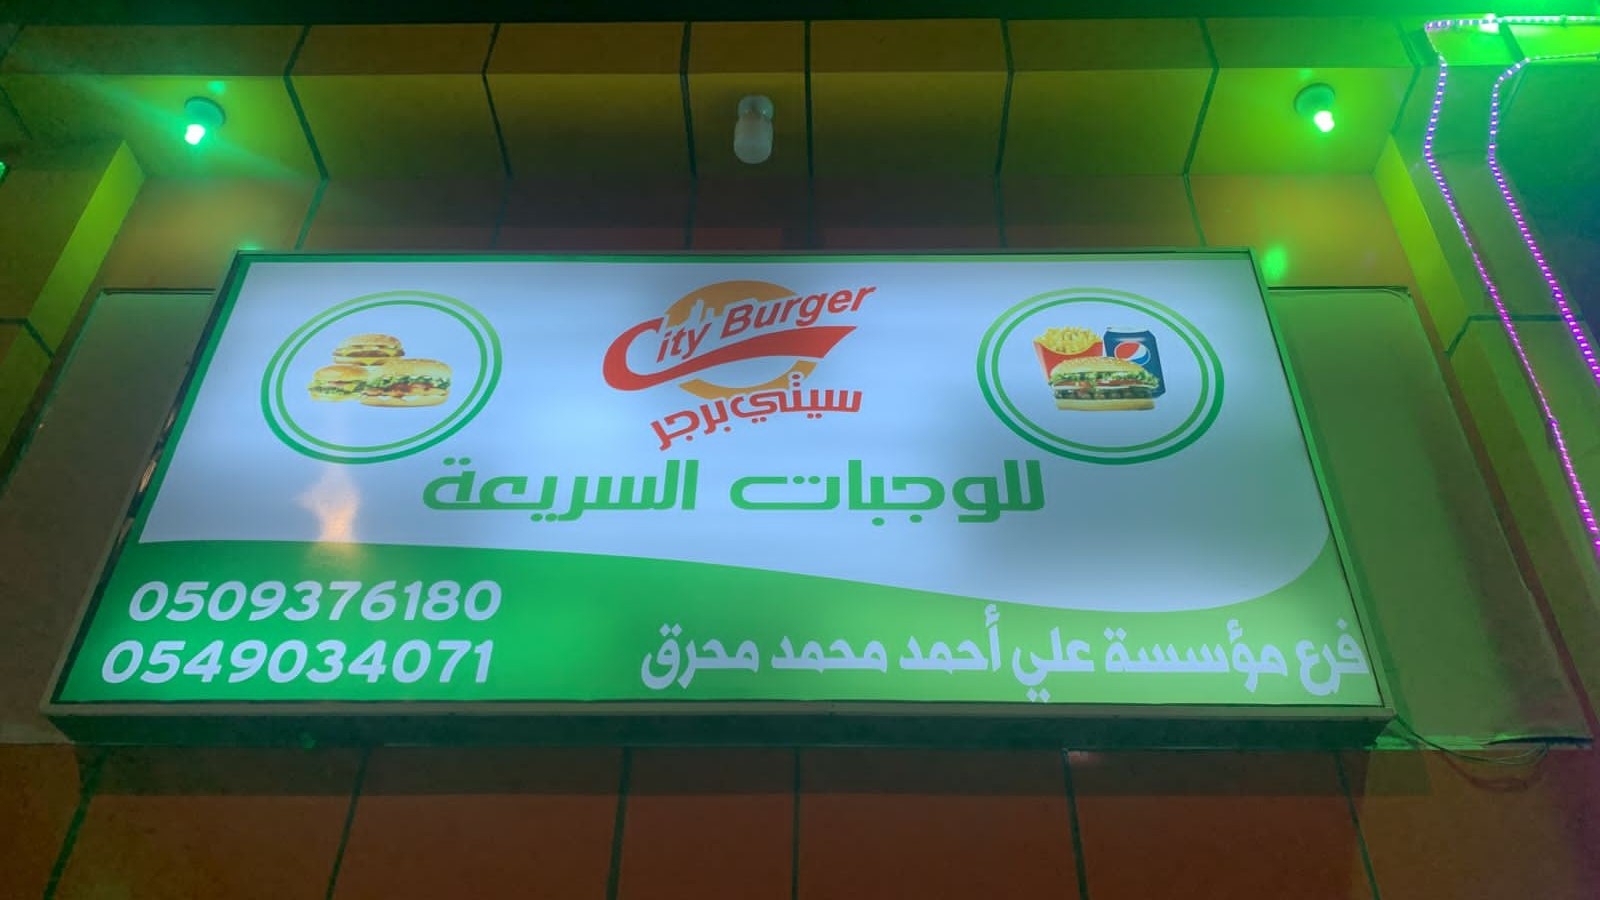 City Burger
سيتي برجر
للوجبات السريعة
0509376180
0549034071
فرع مؤسسة علي أحمد محمد محرق